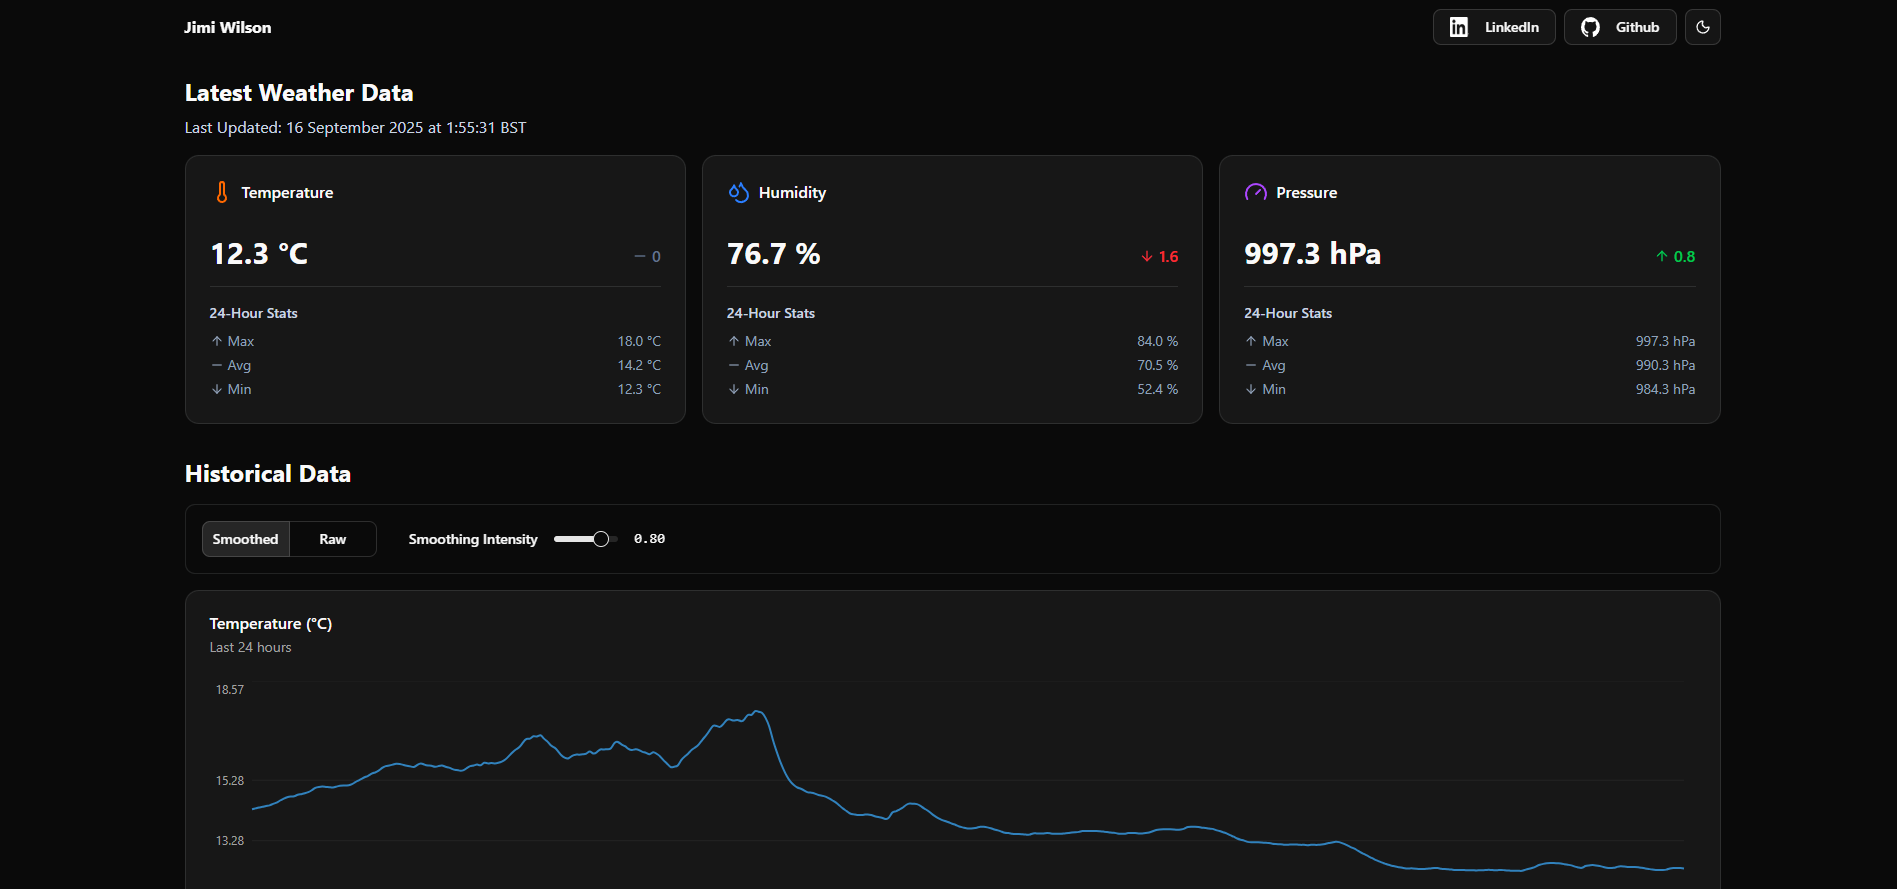 Jimi Wilson
LinkedIn
Github
Latest Weather Data
Last Updated: 16 September 2025 at 1:55:31 BST
Temperature
12.3 °C
0
24-Hour Stats
Max 18.0 °C
Avg 14.2 °C
Min 12.3 °C
Humidity
76.7 %
1.6
24-Hour Stats
Max 84.0 %
Avg 70.5 %
Min 52.4 %
Pressure
997.3 hPa
0.8
24-Hour Stats
Max 997.3 hPa
Avg 990.3 hPa
Min 984.3 hPa
Historical Data
Smoothed Raw Smoothing Intensity 0.80
Temperature (°C)
Last 24 hours
18.57
15.28
13.28